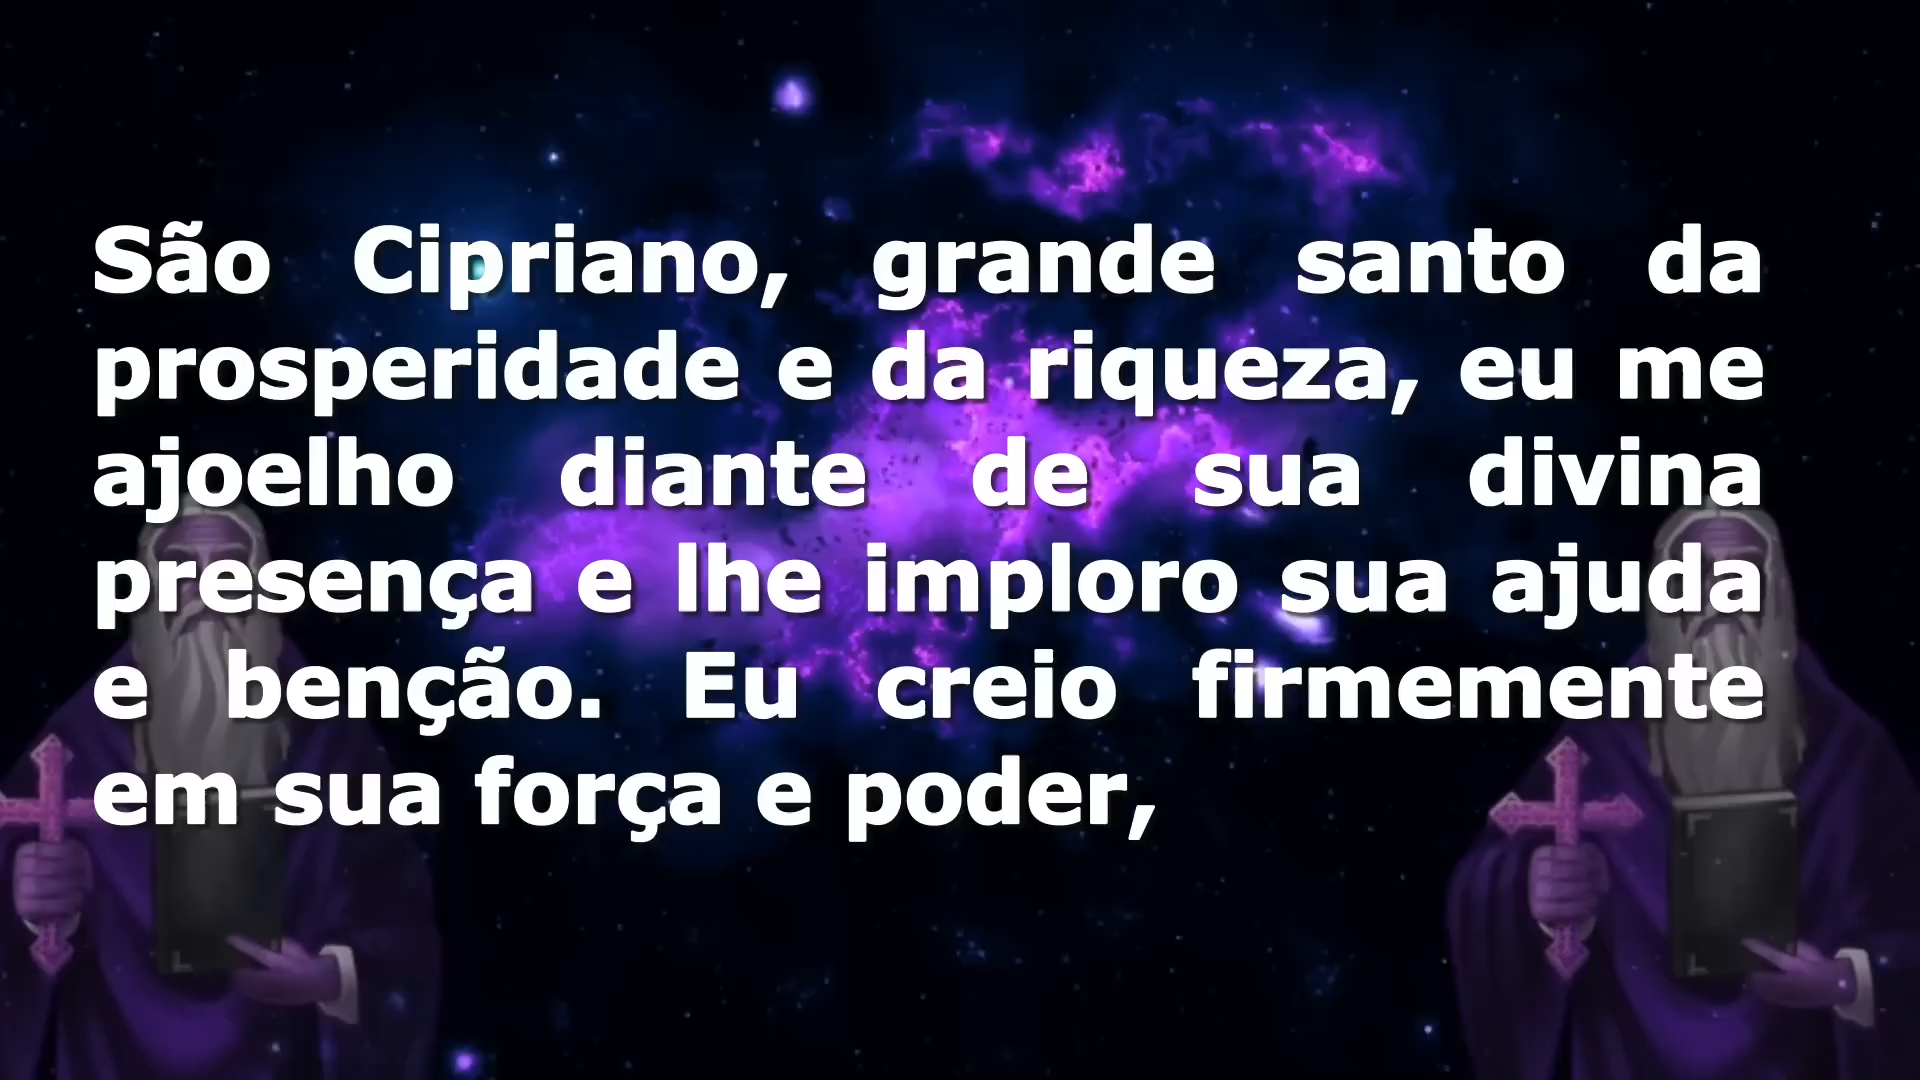 São Cipriano, grande santo da
prosperidade e da riqueza, eu me
ajoelho diante de sua divina
presença e lhe imploro sua ajuda
e benção. Eu creio firmemente
em sua força e poder,